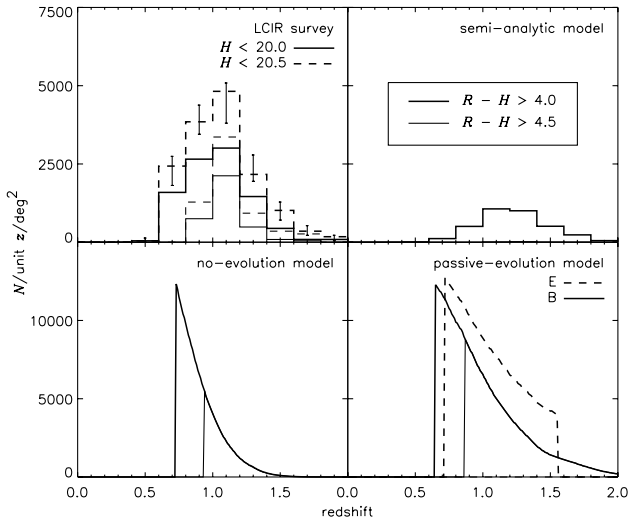 7500
LCIR survey
H < 20.0
H < 20.5
semi-analytic model
5000
R - H > 4.0
R - H > 4.5
2500
0
N/unit z/deg²
no-evolution model
passive-evolution model
E
B
10000
5000
0
0.0 0.5 1.0 1.5 0.0 0.5 1.0 1.5 2.0
redshift